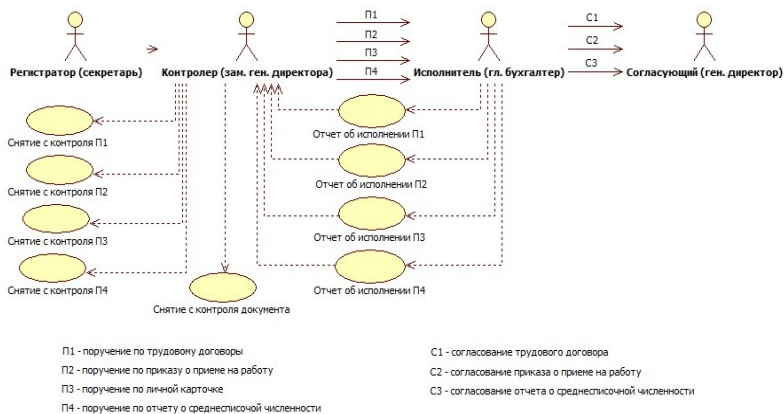 П1
П2
П3
П4
С1
С2
С3
Регистратор (секретарь)
Контролер (зам. ген. директора)
Исполнитель (гл. бухгалтер)
Согласующий (ген. директор)
Снятие с контроля П1
Отчет об исполнении П1
Снятие с контроля П2
Отчет об исполнении П2
Снятие с контроля П3
Отчет об исполнении П3
Снятие с контроля П4
Отчет об исполнении П4
Снятие с контроля документа
П1 - поручение по трудовому договоры
П2 - поручение по приказу о приеме на работу
П3 - поручение по личной карточке
П4 - поручение по отчету о среднесписочной численности
С1 - согласование трудового договора
С2 - согласование приказа о приеме на работу
С3 - согласование отчета о среднесписочной численности